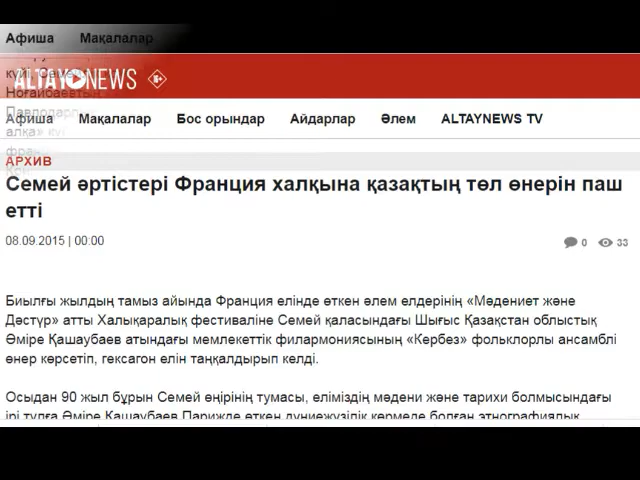 Афиша Мақалалар
ALTAYNEWS
Афиша Мақалалар Бос орындар Айдарлар Әлем ALTAYNEWS TV
АРХИВ
Семей әртістері Франция халқына қазақтың төл өнерін паш
етті
08.09.2015 | 00:00
0 33
Биылғы жылдың тамыз айында Франция елінде өткен әлем елдерінің «Мәдениет және
Дәстүр» атты Халықаралық фестиваліне Семей қаласындағы Шығыс Қазақстан облыстық
Әміре Қашаубаев атындағы мемлекеттік филармониясының «Кербез» фольклорлы ансамблі
өнер көрсетіп, гексагон елін таңқалдырып келді.
Осыдан 90 жыл бұрын Семей өңірінің тумасы, еліміздің мәдени және тарихи болмысындағы
ірі тұлға Әміре Қашаубаев Парижде өткен дүниежүзілік көрмеде болған этнографиялық